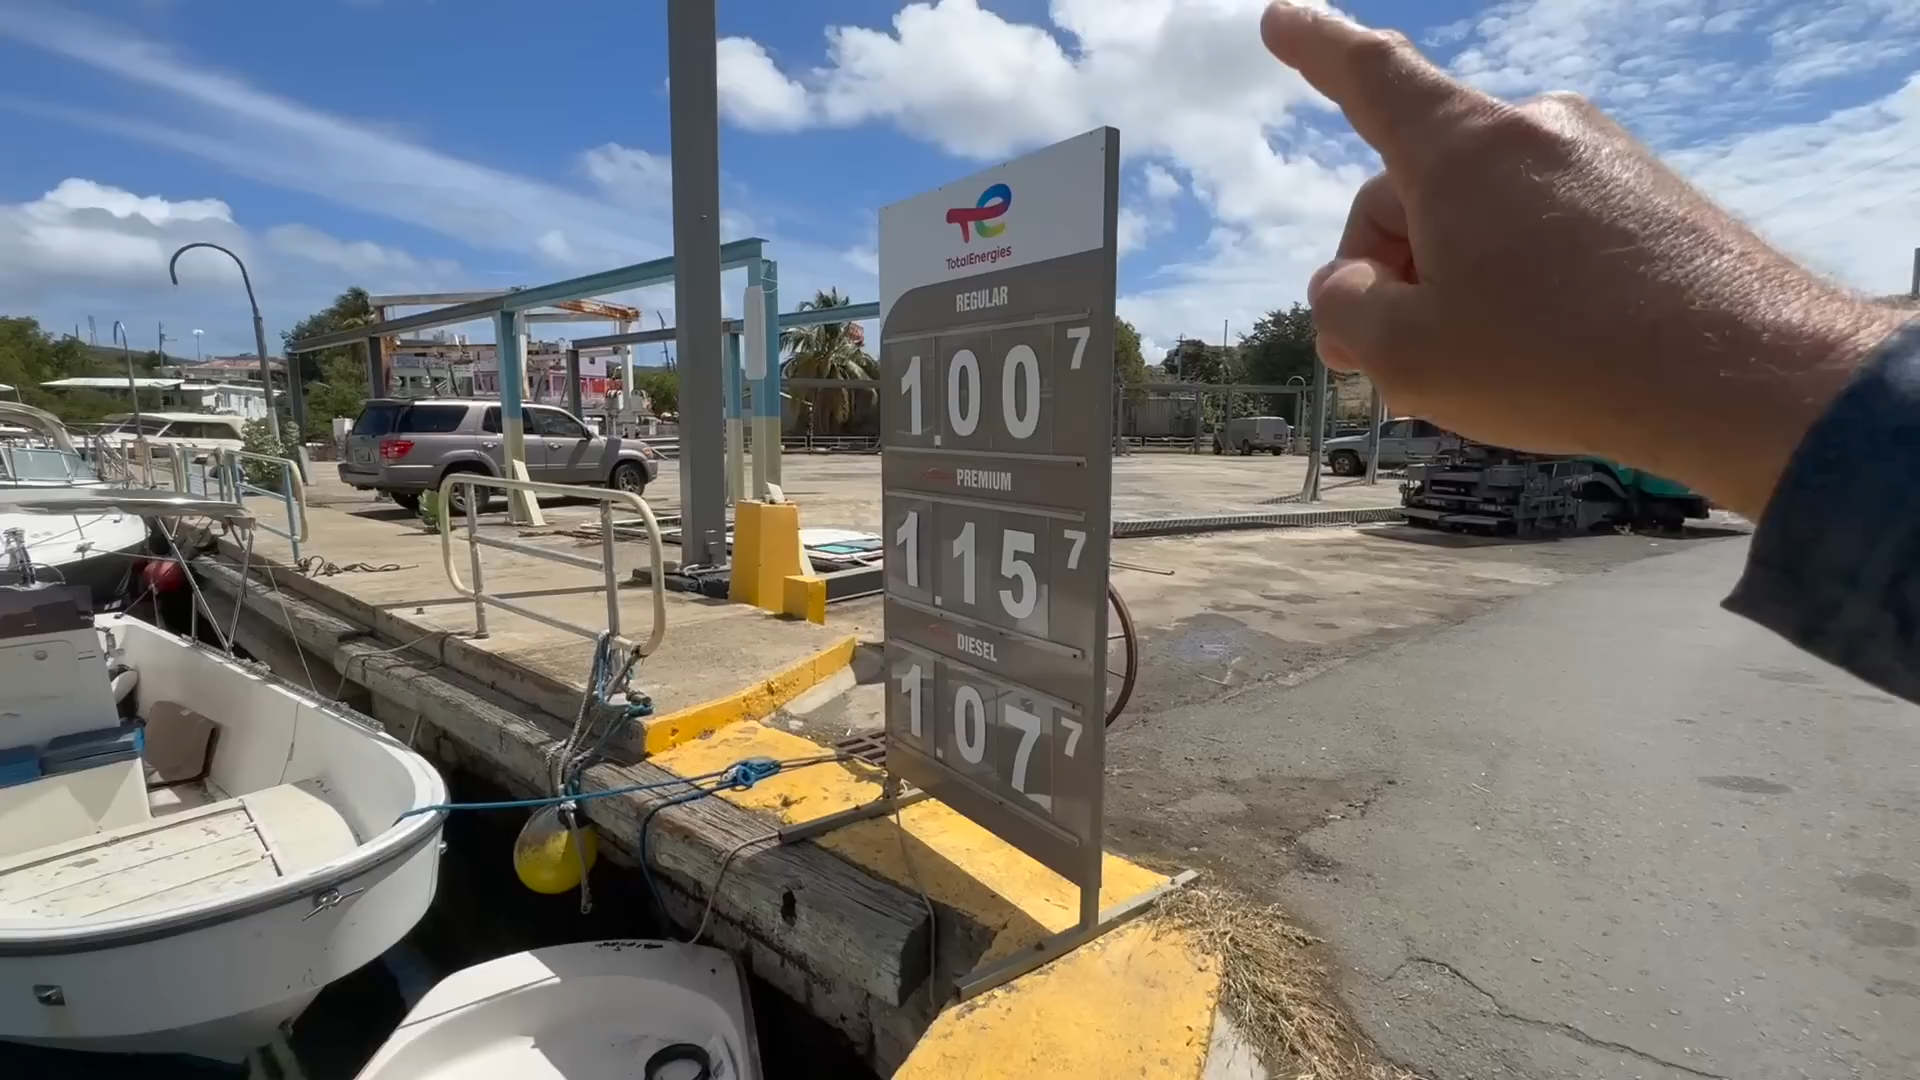 TotalEnergies
REGULAR
1.00 7
PREMIUM
1.15 7
DIESEL
1.07 7